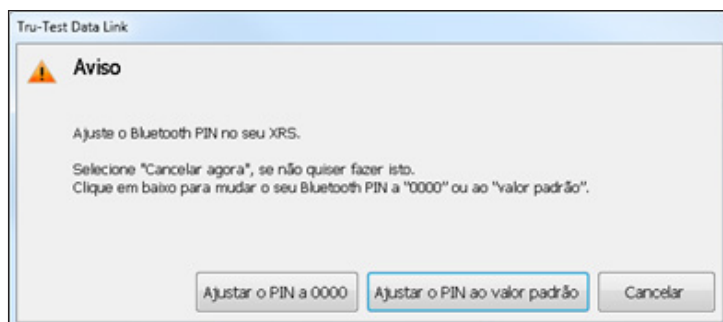 Tru-Test Data Link
Aviso
Ajuste o Bluetooth PIN no seu XRS.
Selecione "Cancelar agora", se não quiser fazer isto.
Clique em baixo para mudar o seu Bluetooth PIN a "0000" ou ao "valor padrão".
Ajustar o PIN a 0000
Ajustar o PIN ao valor padrão
Cancelar